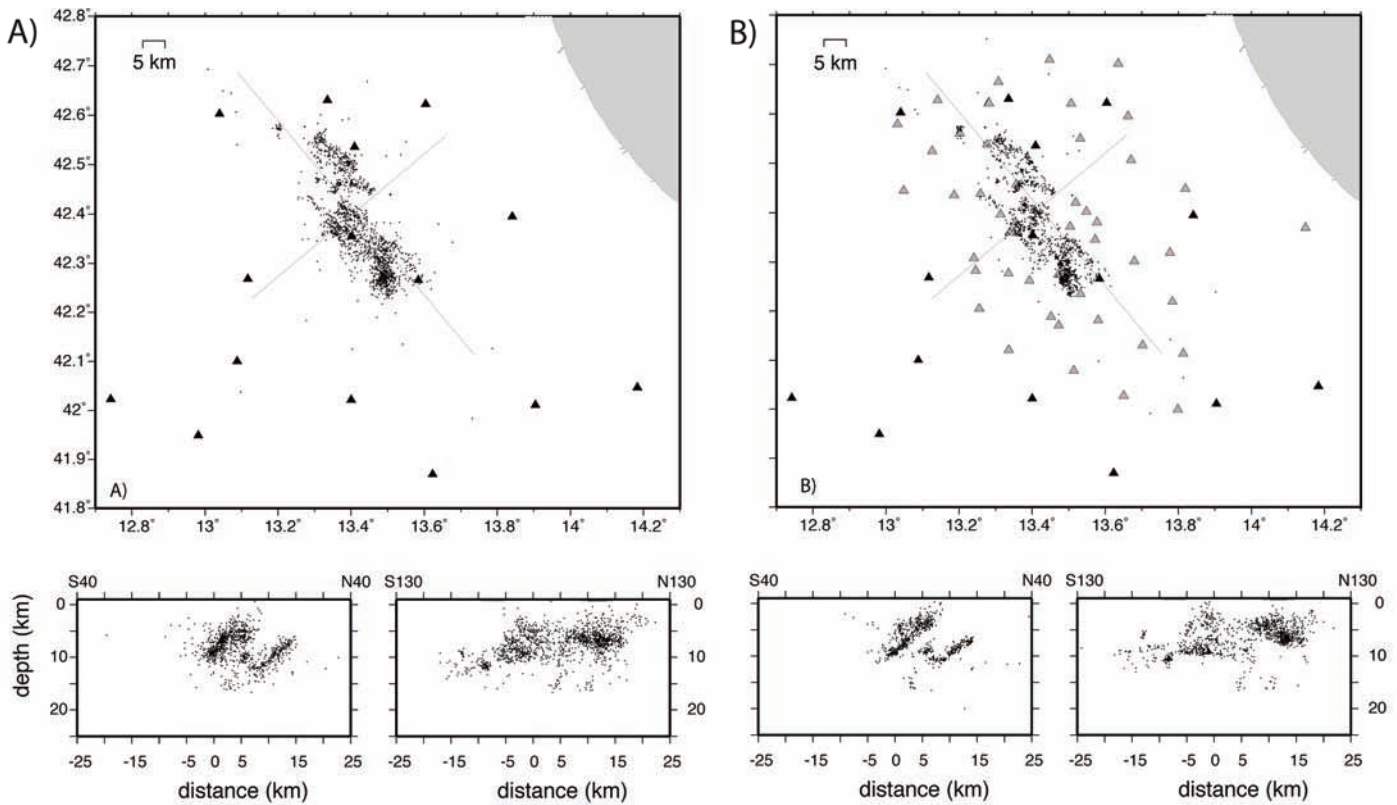 A)
5 km
42.8˚
42.7˚
42.6˚
42.5˚
42.4˚
42.3˚
42.2˚
42.1˚
42˚
41.9˚
41.8˚
A)
12.8˚ 13˚ 13.2˚ 13.4˚ 13.6˚ 13.8˚ 14˚ 14.2˚
B)
5 km
B)
12.8˚ 13˚ 13.2˚ 13.4˚ 13.6˚ 13.8˚ 14˚ 14.2˚
S40 N40 S130 N130
depth (km)
0
10
20
0
10
20
-25 -15 -5 0 5 15 25
distance (km)
-25 -15 -5 0 5 15 25
distance (km)
S40 N40 S130 N130
0
10
20
-25 -15 -5 0 5 15 25
distance (km)
-25 -15 -5 0 5 15 25
distance (km)